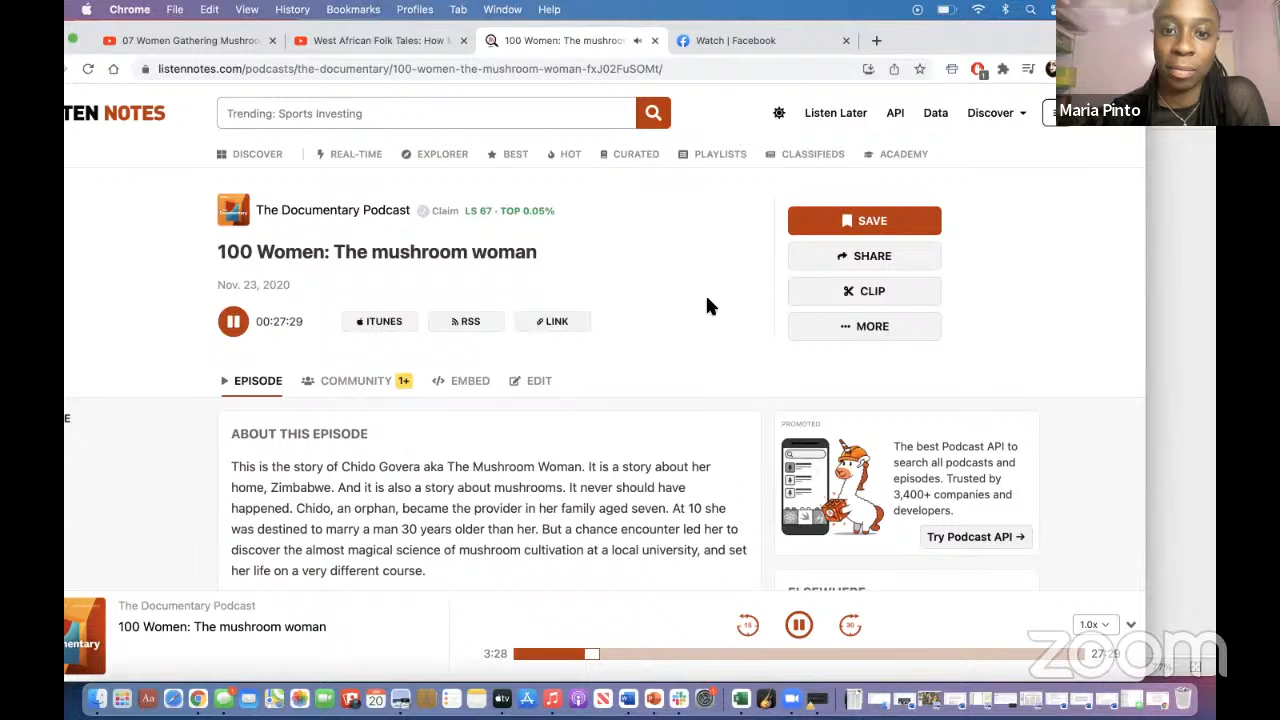 Chrome File Edit View History Bookmarks Profiles Tab Window Help
07 Women Gathering Mushroo West African Folk Tales: How 100 Women: The mushroom Watch | Facebook
listennotes.com/podcasts/the-documentary/100-women-the-mushroom-woman-fxJ02FuSOMt/
Maria Pinto
TEN NOTES Trending: Sports Investing Listen Later API Data Discover
DISCOVER REAL-TIME EXPLORER BEST HOT CURATED PLAYLISTS CLASSIFIEDS ACADEMY
The Documentary Podcast Claim LS 67 · TOP 0.05%
SAVE
100 Women: The mushroom woman
SHARE
Nov. 23, 2020
CLIP
00:27:29 ITUNES RSS LINK
MORE
EPISODE COMMUNITY 1+ EMBED EDIT
E
ABOUT THIS EPISODE
This is the story of Chido Govera aka The Mushroom Woman. It is a story about her
home, Zimbabwe. And it is also a story about mushrooms. It never should have
happened. Chido, an orphan, became the provider in her family aged seven. At 10 she
was destined to marry a man 30 years older than her. But a chance encounter led her to
discover the almost magical science of mushroom cultivation at a local university, and set
her life on a very different course.
PROMOTED
The best Podcast API to
search all podcasts and
episodes. Trusted by
3,400+ companies and
developers.
Try Podcast API →
ELSEWHERE
The Documentary Podcast
100 Women: The mushroom woman
15 30 1.0x
3:28 27:29
zoom